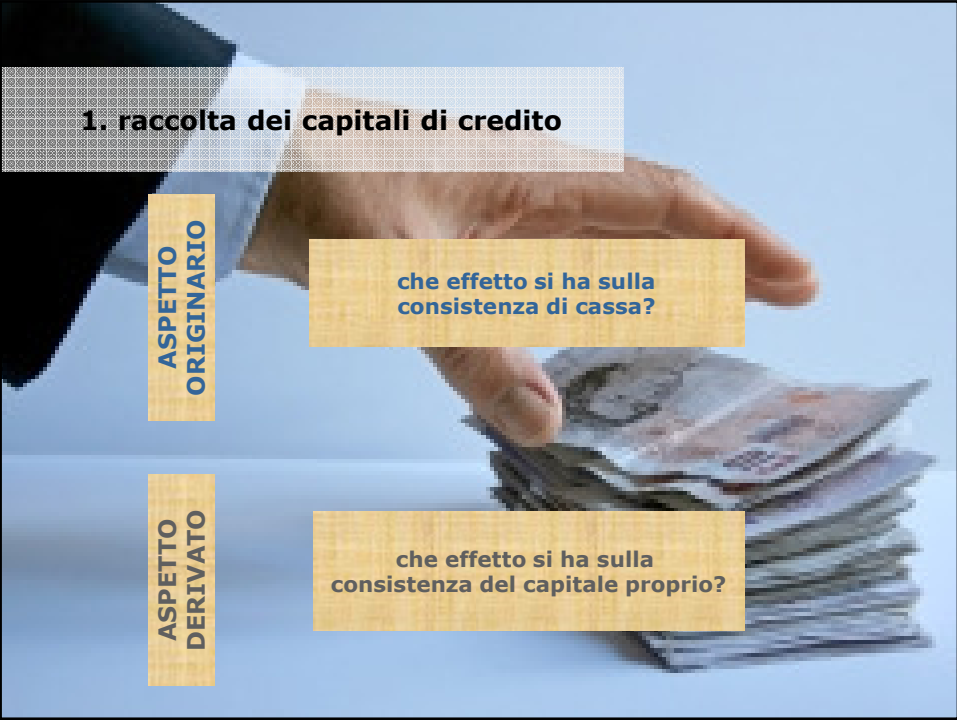 1. raccolta dei capitali di credito
ASPETTO
ORIGINARIO
che effetto si ha sulla
consistenza di cassa?
ASPETTO
DERIVATO
che effetto si ha sulla
consistenza del capitale proprio?